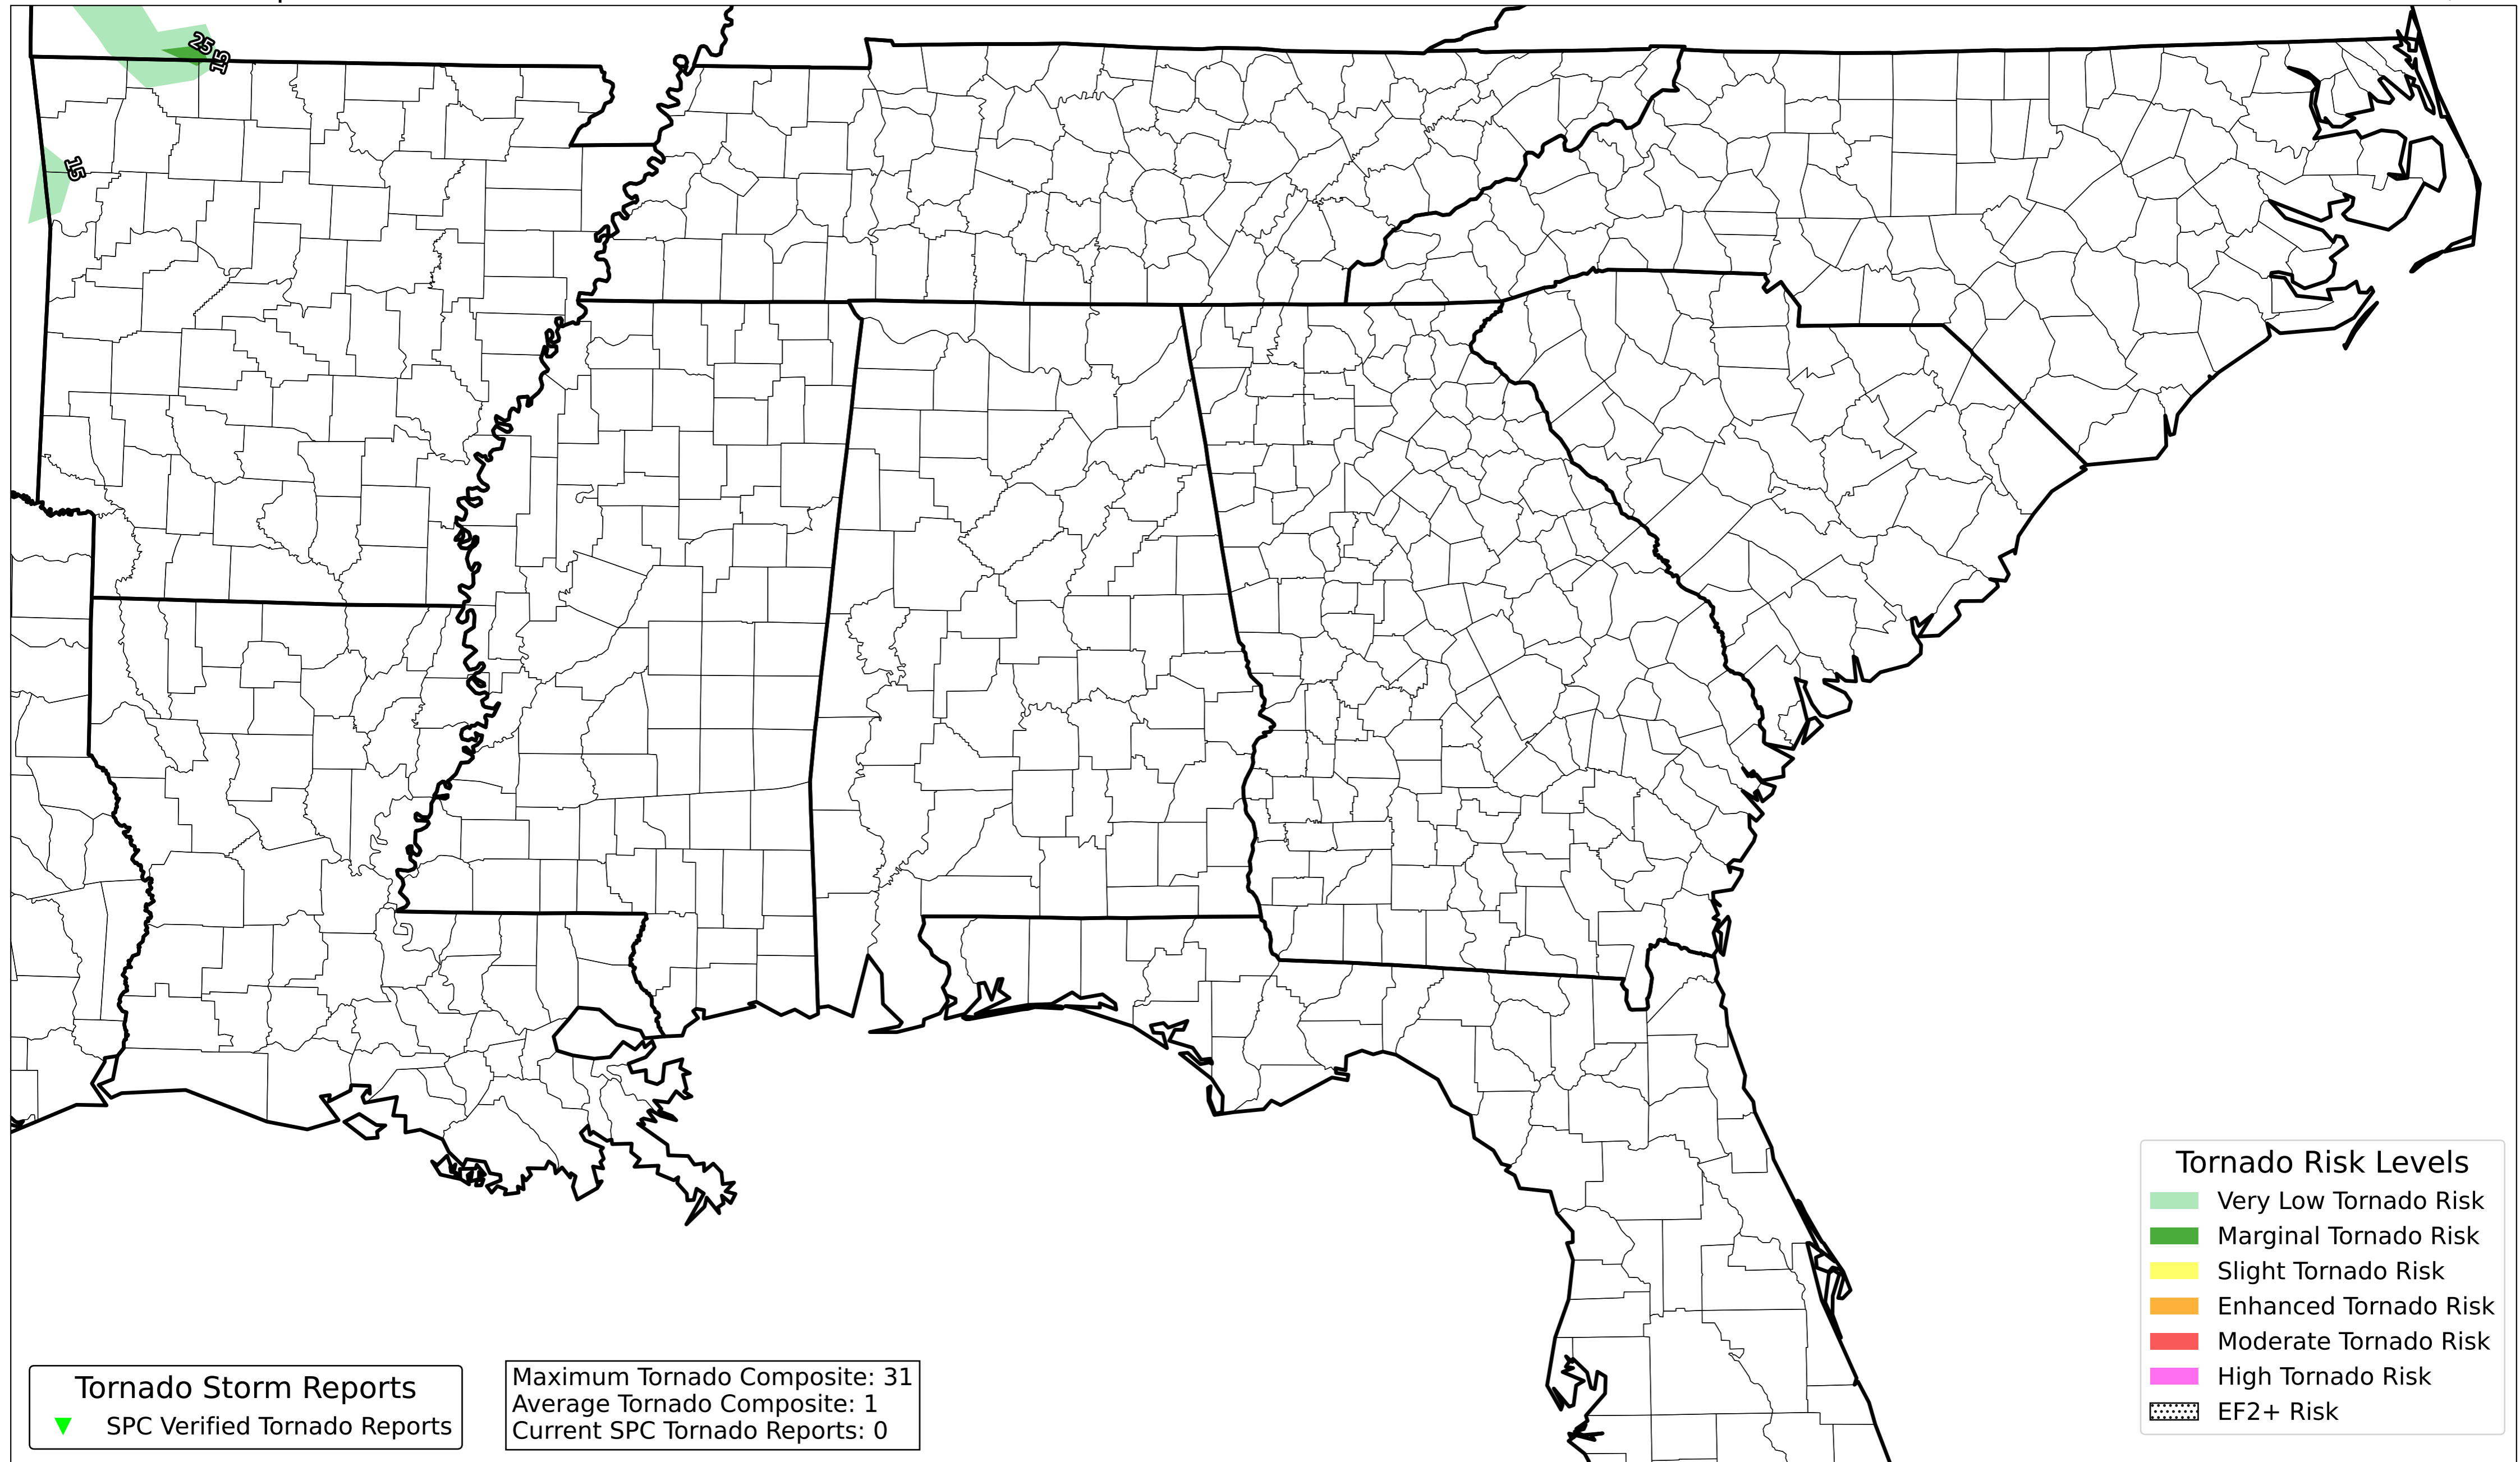 25
15
15
Tornado Risk Levels
Very Low Tornado Risk
Marginal Tornado Risk
Slight Tornado Risk
Enhanced Tornado Risk
Moderate Tornado Risk
High Tornado Risk
EF2+ Risk
Tornado Storm Reports
SPC Verified Tornado Reports
Maximum Tornado Composite: 31
Average Tornado Composite: 1
Current SPC Tornado Reports: 0